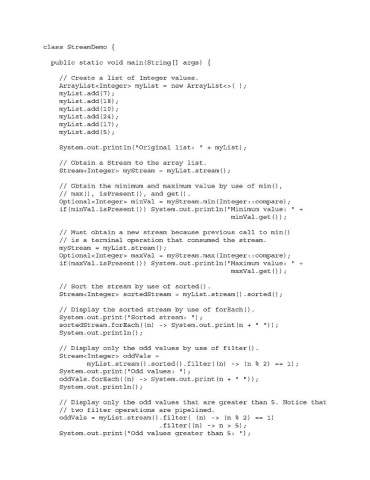 class StreamDemo {
public static void main(String[] args) {
// Create a list of Integer values.
ArrayList<Integer> myList = new ArrayList<>( );
myList.add(7);
myList.add(18);
myList.add(10);
myList.add(24);
myList.add(17);
myList.add(5);
System.out.println("Original list: " + myList);
// Obtain a Stream to the array list.
Stream<Integer> myStream = myList.stream();
// Obtain the minimum and maximum value by use of min(),
// max(), isPresent(), and get().
Optional<Integer> minVal = myStream.min(Integer::compare);
if(minVal.isPresent()) System.out.println("Minimum value: " +
minVal.get());
// Must obtain a new stream because previous call to min()
// is a terminal operation that consumed the stream.
myStream = myList.stream();
Optional<Integer> maxVal = myStream.max(Integer::compare);
if(maxVal.isPresent()) System.out.println("Maximum value: " +
maxVal.get());
// Sort the stream by use of sorted().
Stream<Integer> sortedStream = myList.stream().sorted();
// Display the sorted stream by use of forEach().
System.out.print("Sorted stream: ");
sortedStream.forEach((n) -> System.out.print(n + " "));
System.out.println();
// Display only the odd values by use of filter().
Stream<Integer> oddVals =
myList.stream().sorted().filter((n) -> (n % 2) == 1);
System.out.print("Odd values: ");
oddVals.forEach((n) -> System.out.print(n + " "));
System.out.println();
// Display only the odd values that are greater than 5. Notice that
// two filter operations are pipelined.
oddVals = myList.stream().filter( (n) -> (n % 2) == 1)
.filter((n) -> n > 5);
System.out.print("Odd values greater than 5: ");